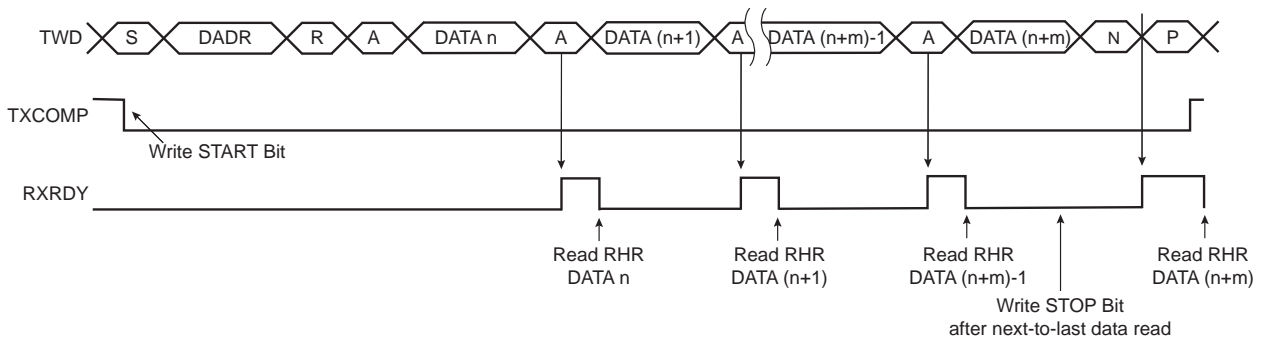 TWD S DADR R A DATA n A DATA (n+1) A DATA (n+m)-1 A DATA (n+m) N P
TXCOMP
Write START Bit
RXRDY
Read RHR Read RHR Read RHR Read RHR
DATA n DATA (n+1) DATA (n+m)-1 DATA (n+m)
Write STOP Bit
after next-to-last data read